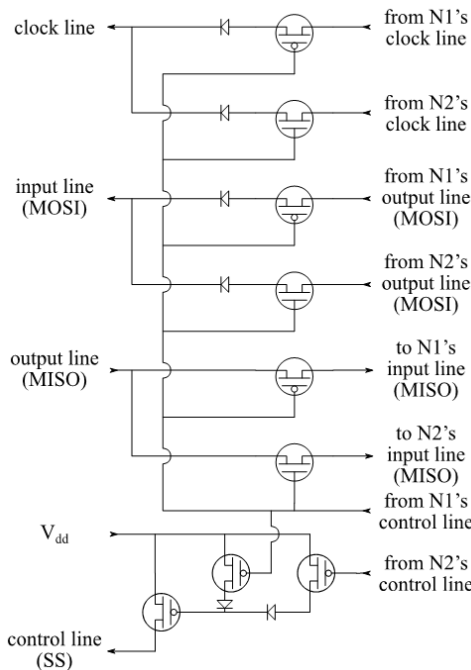 clock line
from N1's
clock line
from N2's
clock line
input line
(MOSI)
from N1's
output line
(MOSI)
from N2's
output line
(MOSI)
output line
(MISO)
to N1's
input line
(MISO)
to N2's
input line
(MISO)
from N1's
control line
Vdd
from N2's
control line
control line
(SS)